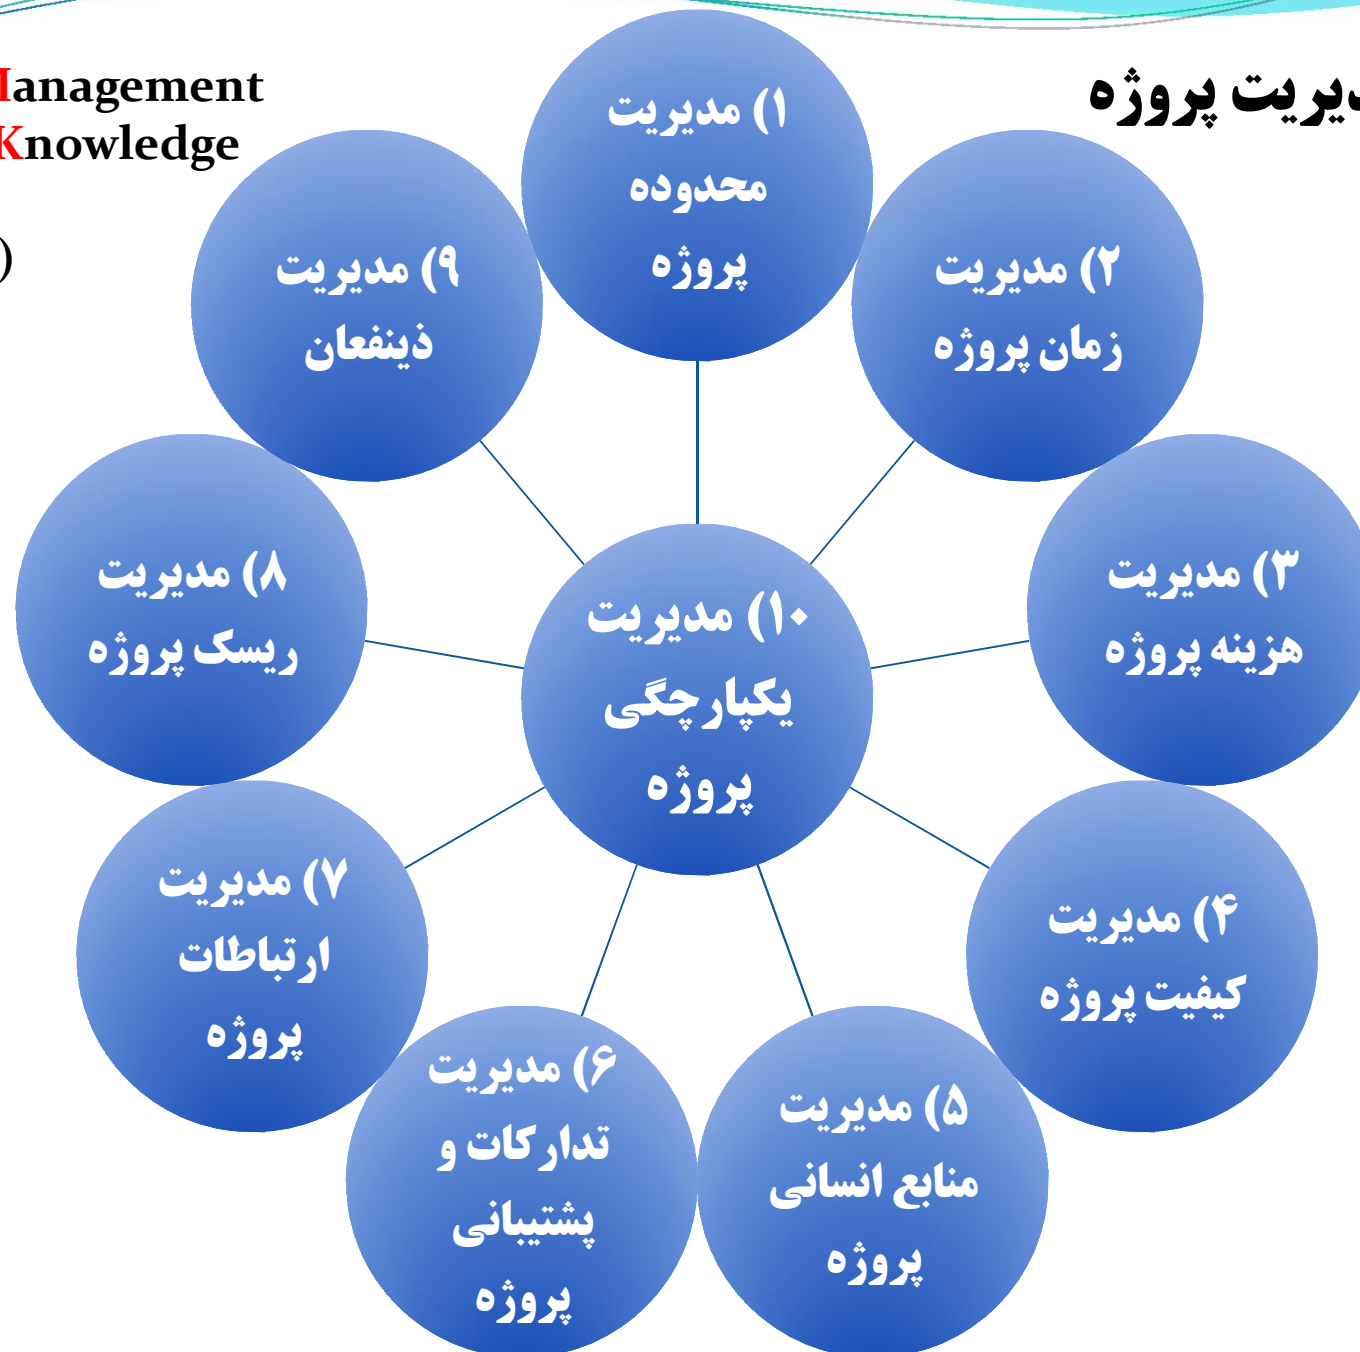 anagement
Knowledge
)
مدیریت پروژه
۱) مدیریت
محدوده
پروژه
۲) مدیریت
زمان پروژه
۳) مدیریت
هزینه پروژه
۴) مدیریت
کیفیت پروژه
۵) مدیریت
منابع انسانی
پروژه
۶) مدیریت
تدارکات و
پشتیبانی
پروژه
۷) مدیریت
ارتباطات
پروژه
۸) مدیریت
ریسک پروژه
۹) مدیریت
ذینفعان
۱۰) مدیریت
یکپارچگی
پروژه